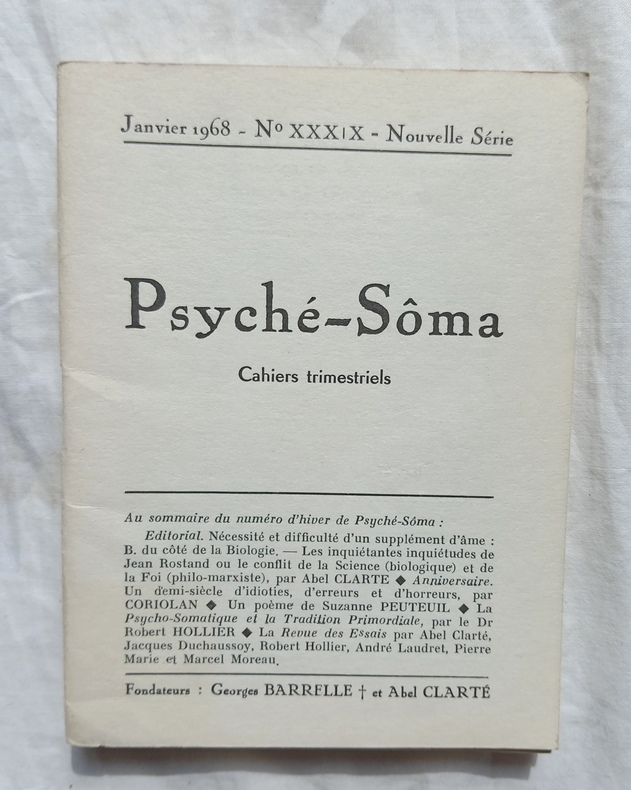 Janvier 1968 - Nº XXXIX - Nouvelle Série
Psyché-Sôma
Cahiers trimestriels
Au sommaire du numéro d'hiver de Psyché-Sôma :
Editorial. Nécessité et difficulté d'un supplément d'âme :
B. du côté de la Biologie. — Les inquiétantes inquiétudes de
Jean Rostand ou le conflit de la Science (biologique) et de
la Foi (philo-marxiste), par Abel CLARTE ◆ Anniversaire.
Un demi-siècle d'idioties, d'erreurs et d'horreurs, par
CORIOLAN ◆ Un poème de Suzanne PEUTEUIL ◆ La
Psycho-Somatique et la Tradition Primordiale, par le Dr
Robert HOLLIER ◆ La Revue des Essais par Abel Clarté,
Jacques Duchaussoy, Robert Hollier, André Laudret, Pierre
Marie et Marcel Moreau.
Fondateurs : Georges BARRELLE † et Abel CLARTÉ